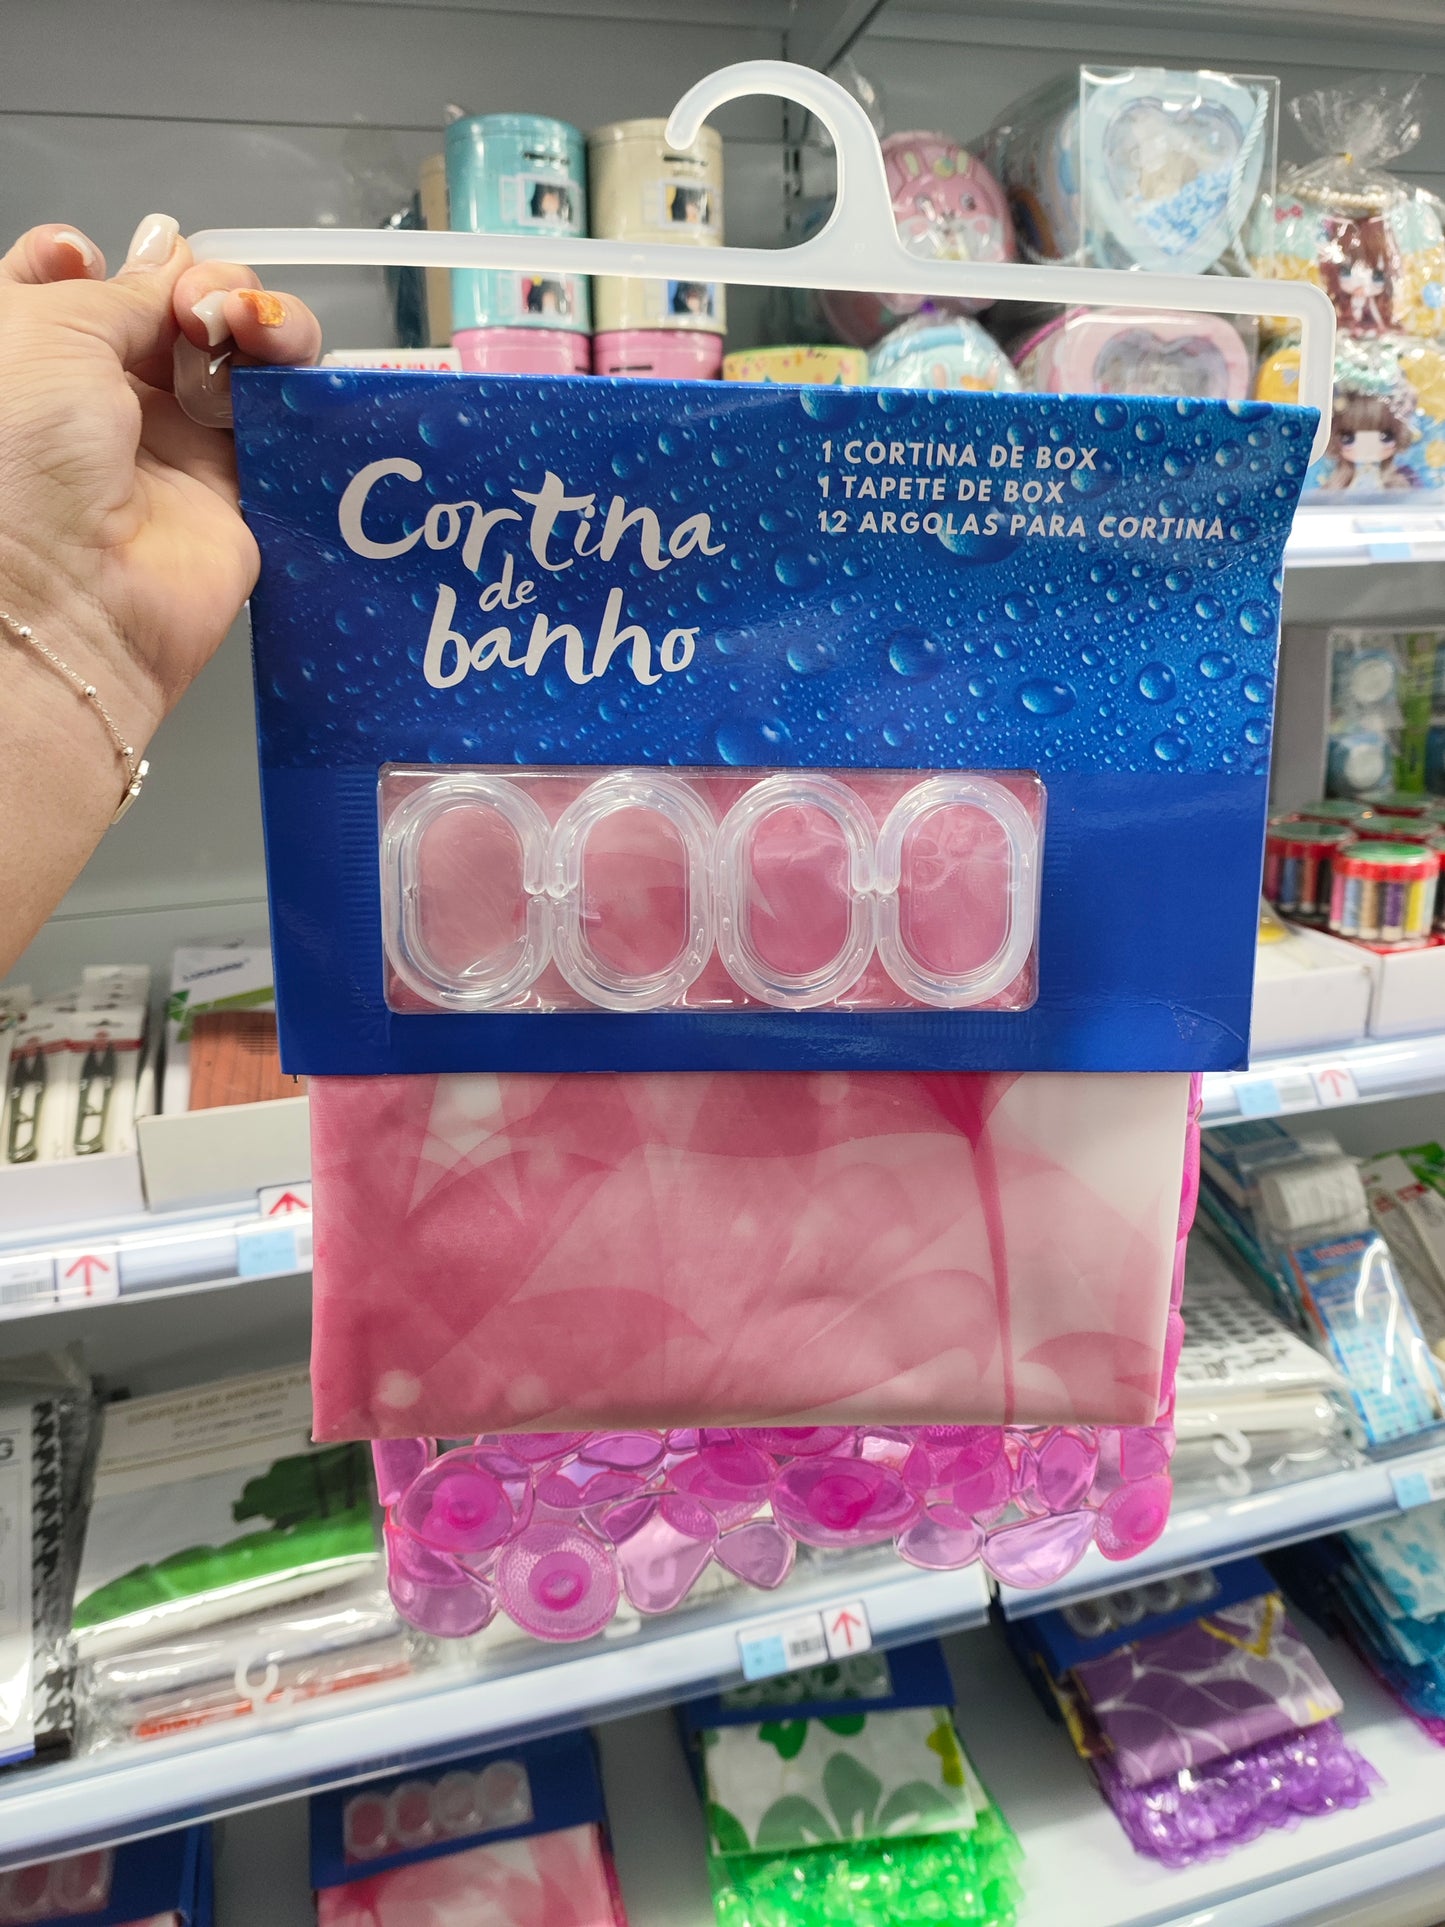 Cortina
de
banho
1 CORTINA DE BOX
1 TAPETE DE BOX
12 ARGOLAS PARA CORTINA